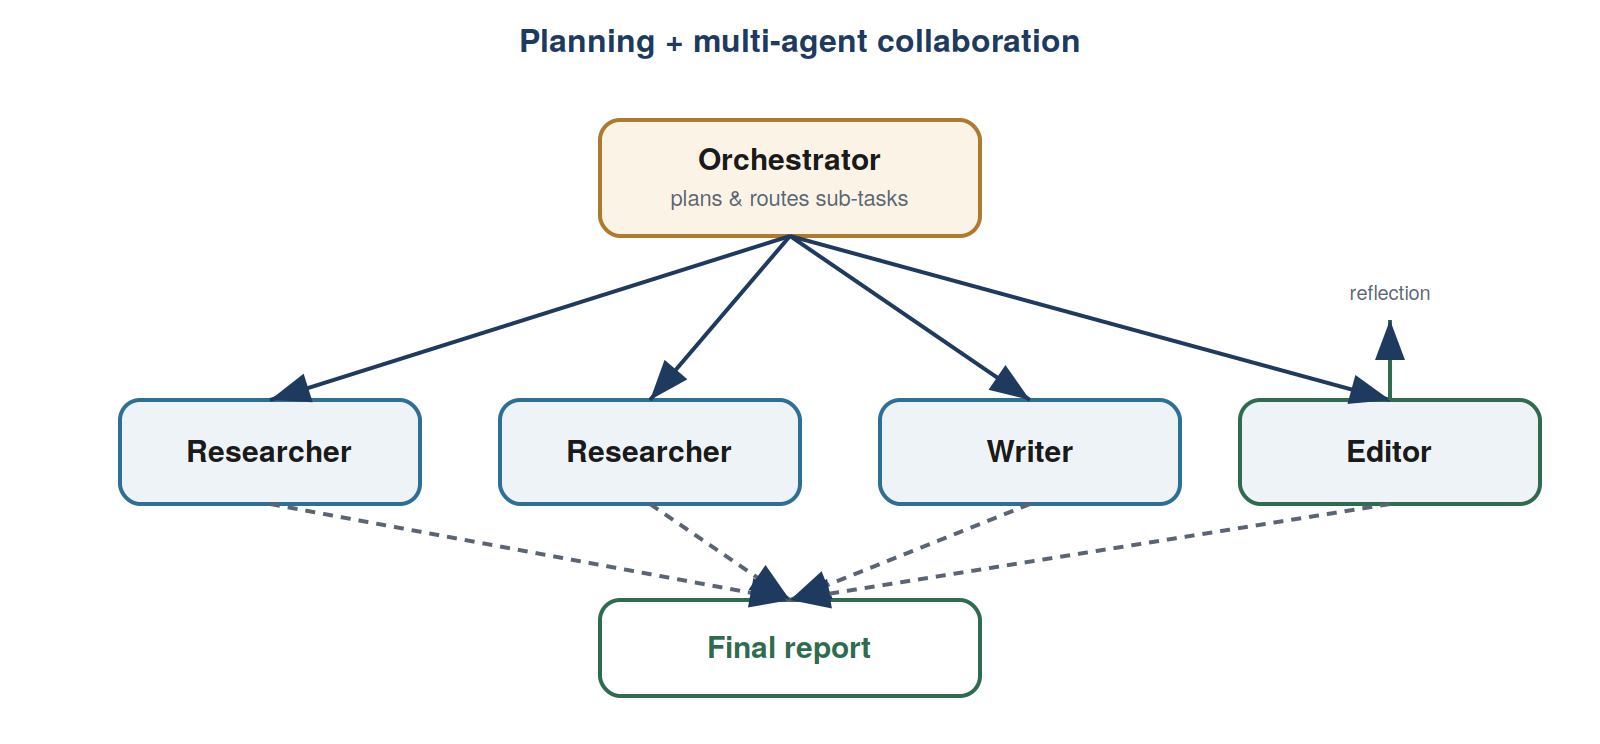 Planning + multi-agent collaboration
Orchestrator
plans & routes sub-tasks
reflection
Researcher
Researcher
Writer
Editor
Final report